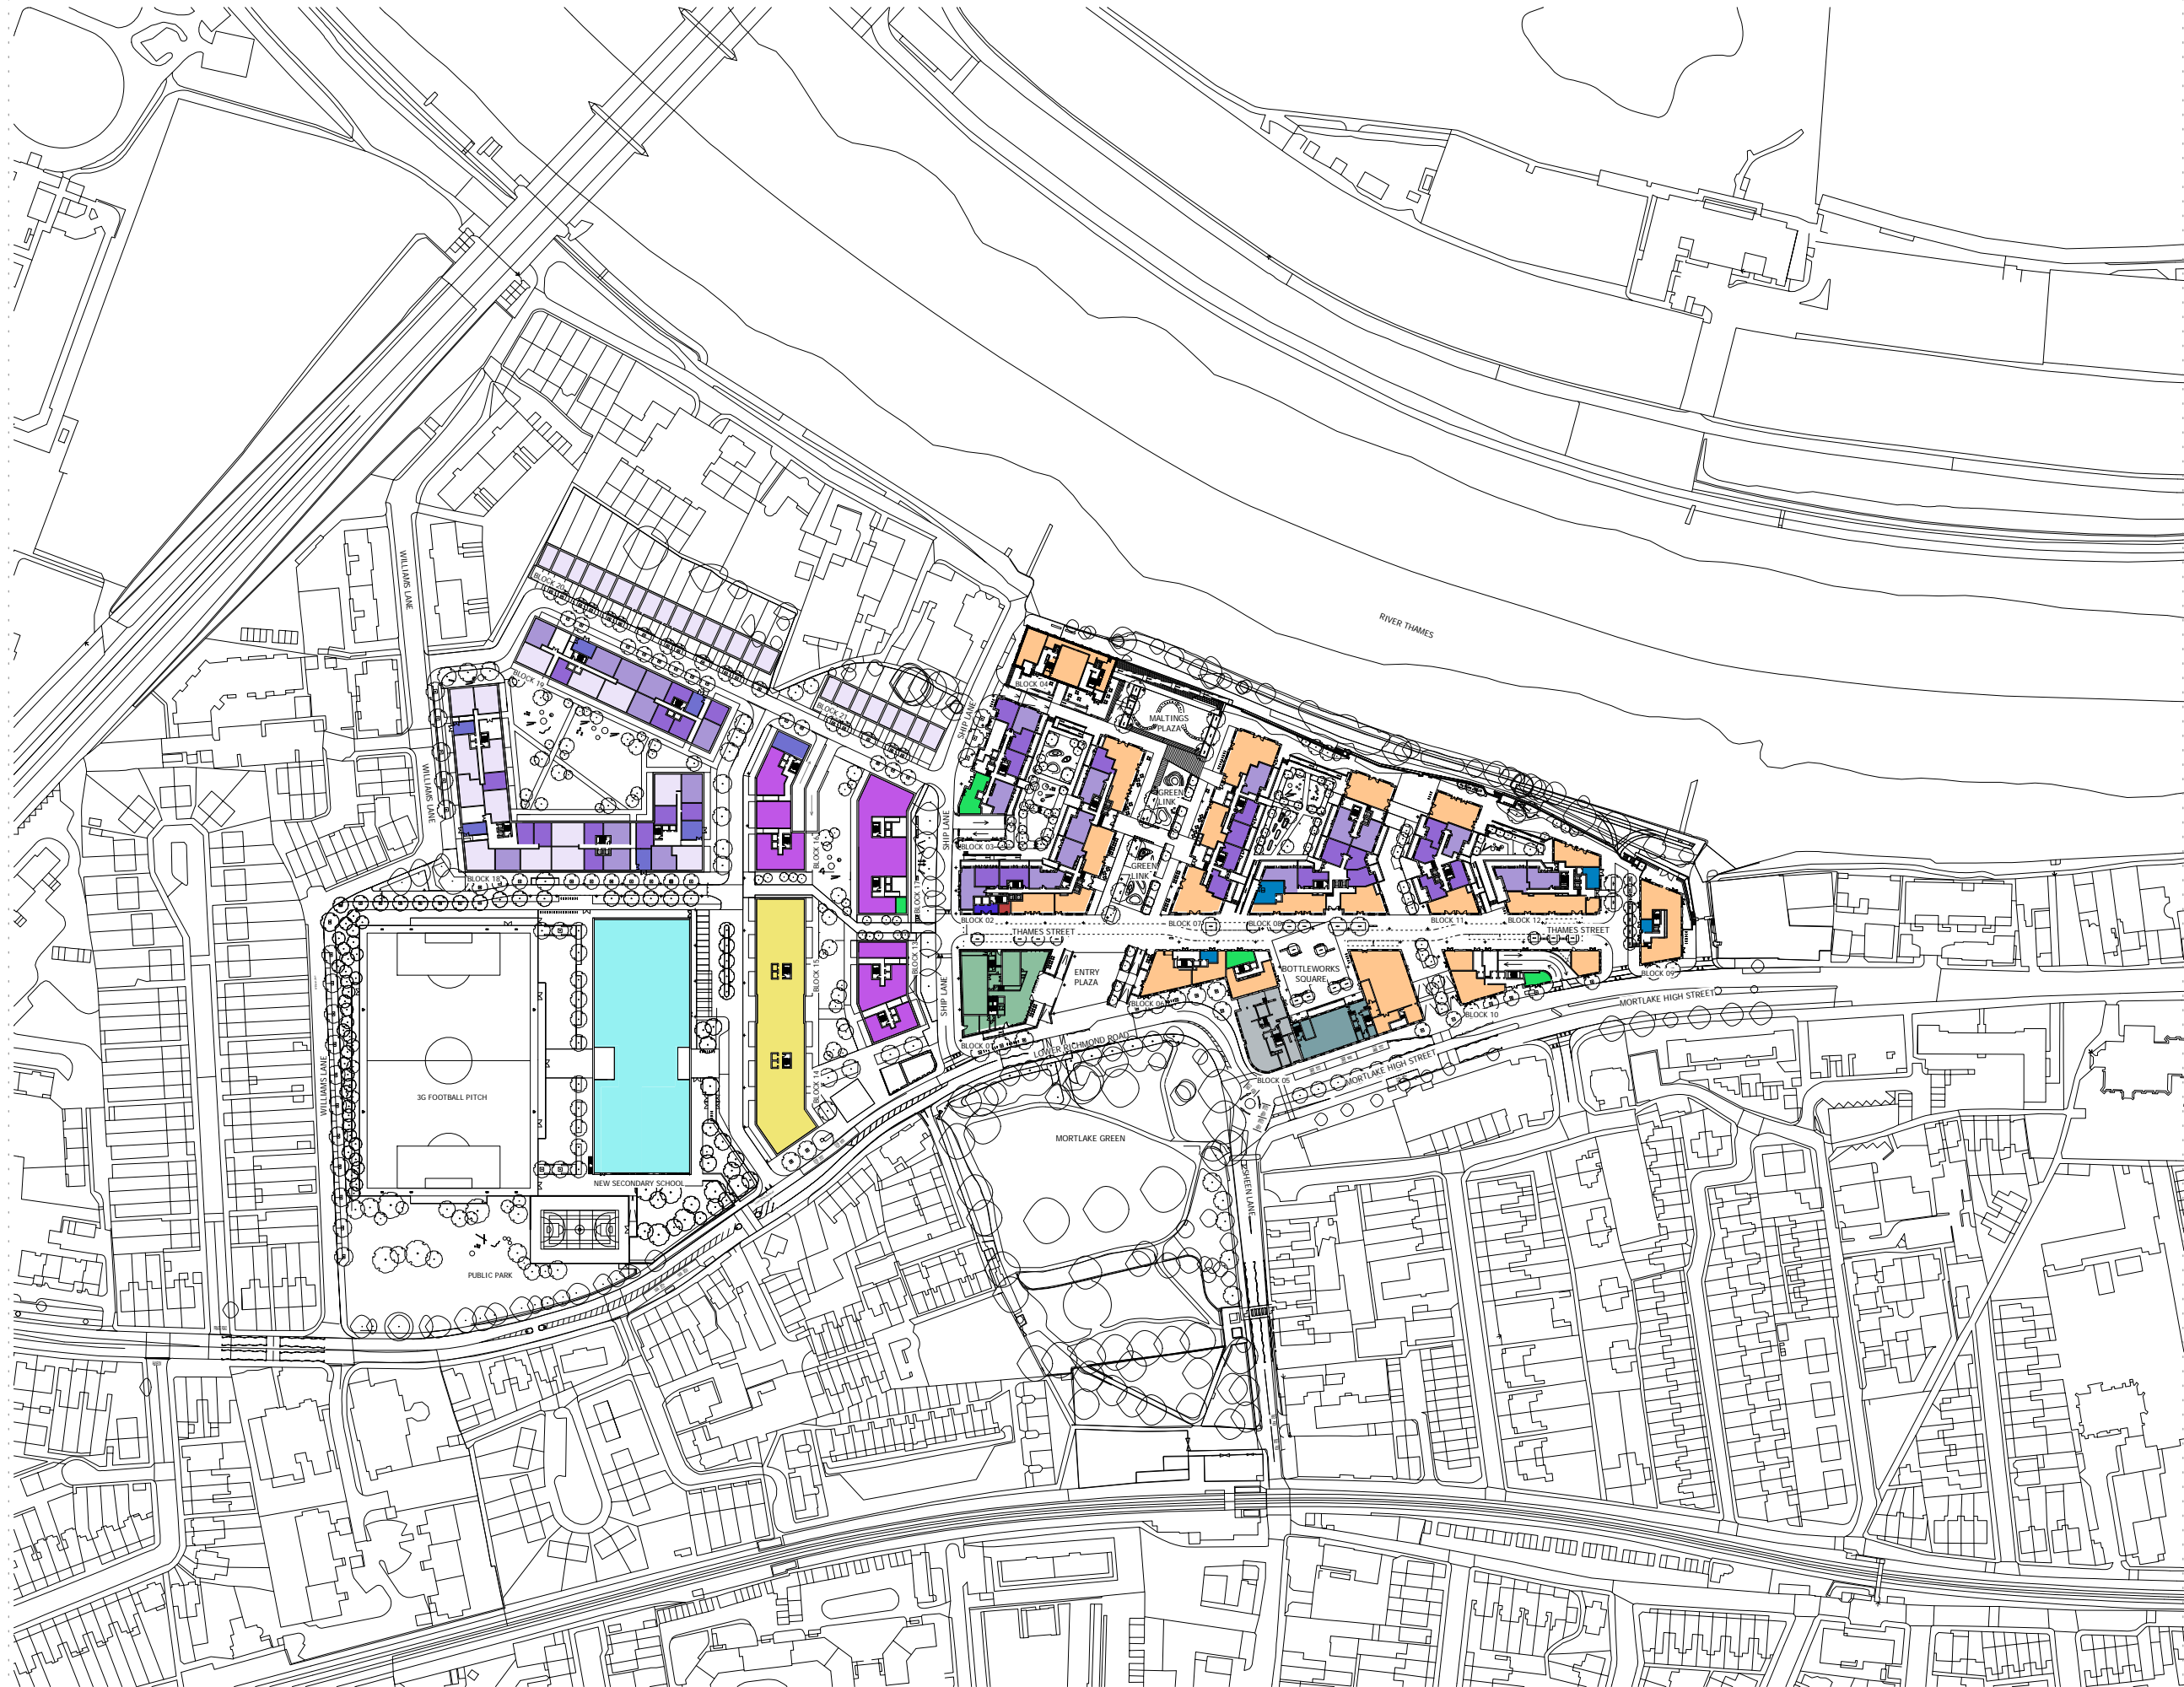 RIVER THAMES
WILLIAMS LANE
BLOCK 20
BLOCK 19
BLOCK 21
BLOCK 04
SHIP LANE
MALTINGS
PLAZA
WILLIAMS LANE
GREEN
LINK
BLOCK 16
SHIP LANE
BLOCK 03
GREEN
LINK
BLOCK 18
BLOCK 17
BLOCK 02
BLOCK 07
BLOCK 08
BLOCK 11
BLOCK 12
THAMES STREET
THAMES STREET
BLOCK 13
BLOCK 15
ENTRY
PLAZA
BOTTLEWORKS
SQUARE
BLOCK 09
SHIP LANE
BLOCK 06
MORTLAKE HIGH STREET
BLOCK 10
BLOCK 01
LOWER RICHMOND ROAD
MORTLAKE HIGH STREET
BLOCK 05
WILLIAMS LANE
3G FOOTBALL PITCH
BLOCK 14
MORTLAKE GREEN
SHEEN LANE
NEW SECONDARY SCHOOL
PUBLIC PARK